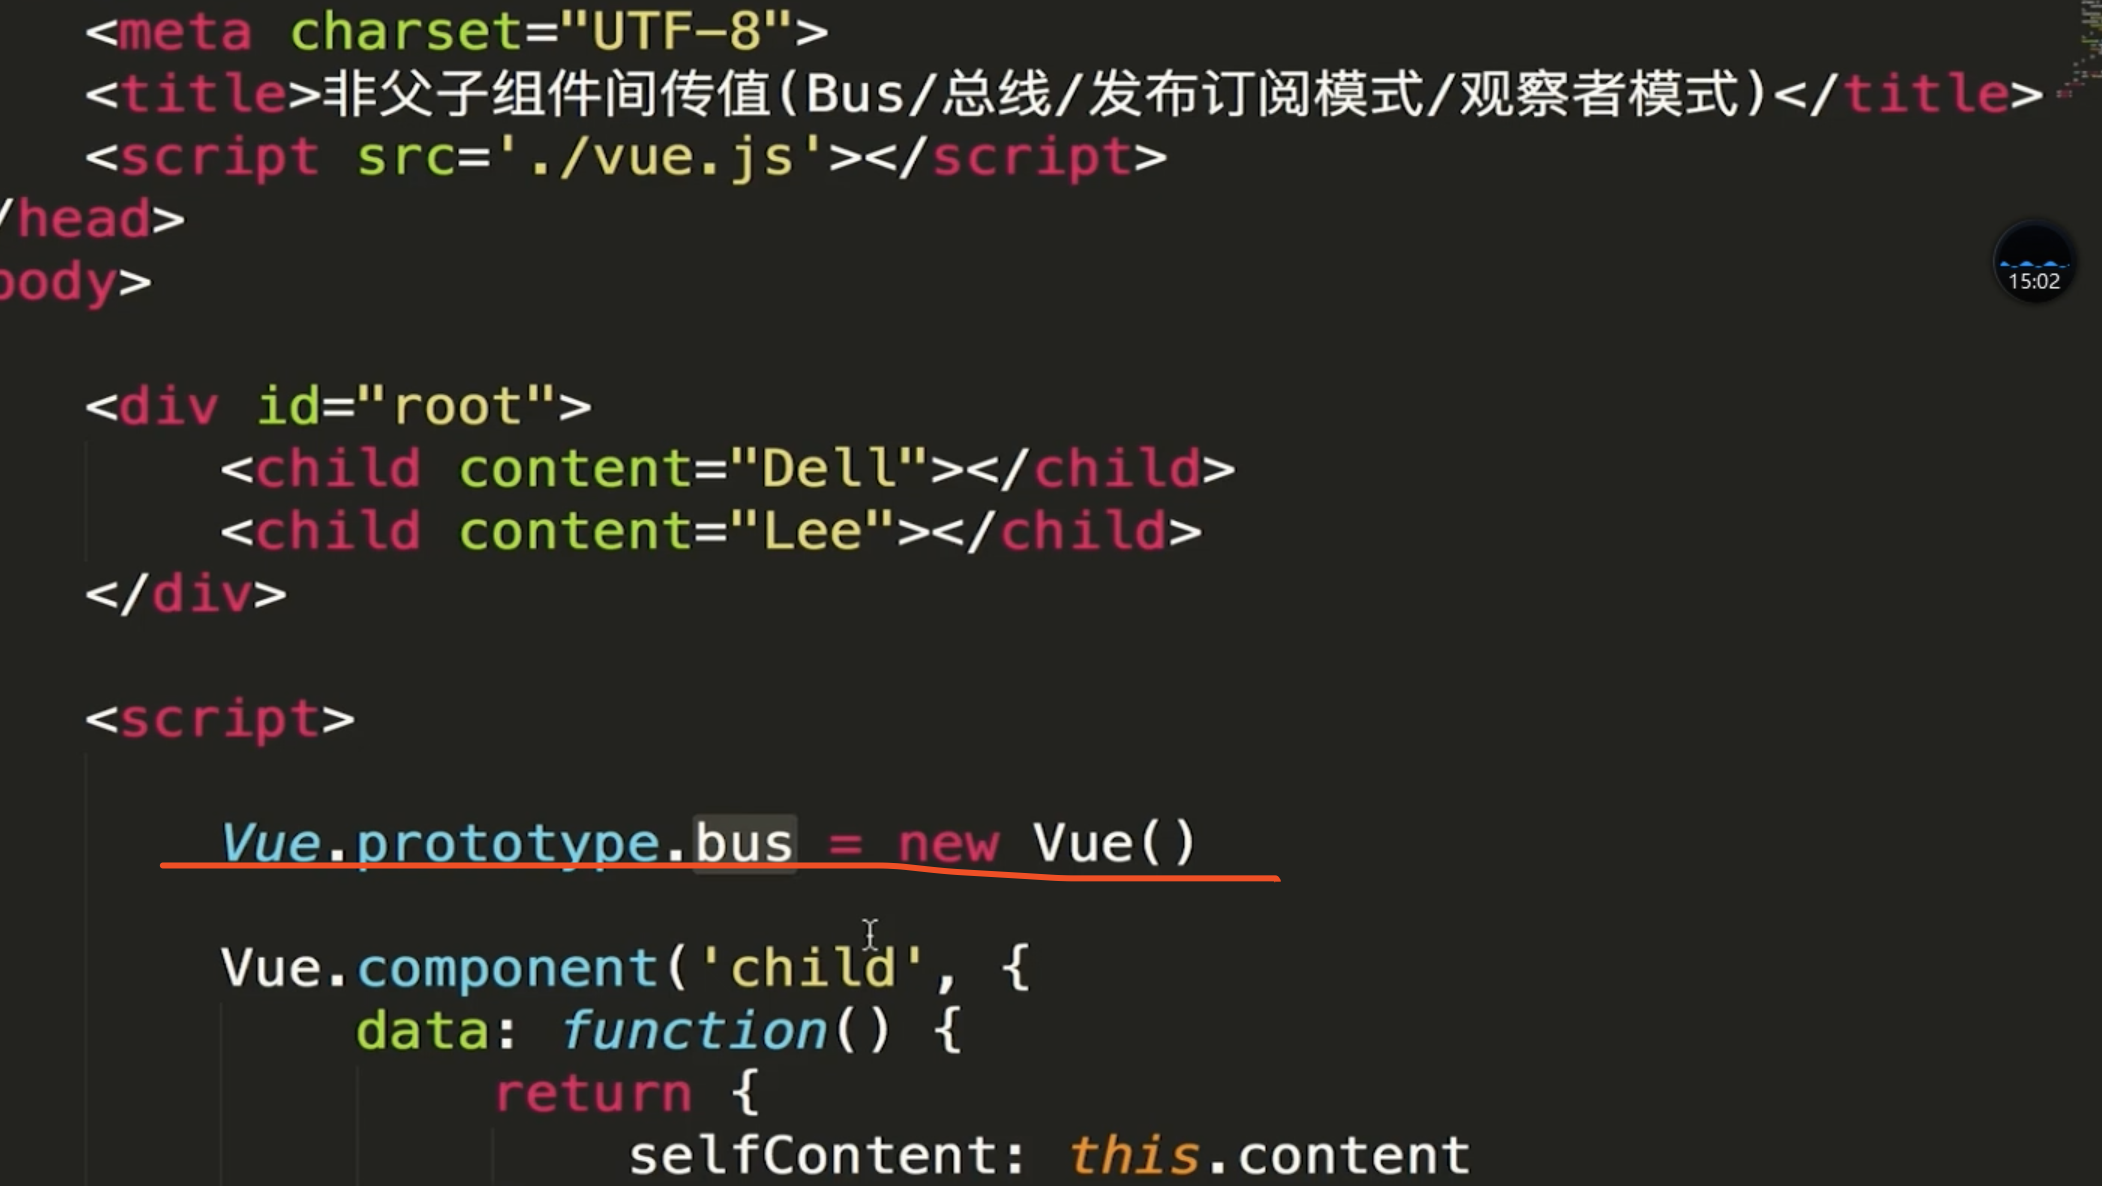 <meta charset="UTF-8">
<title>非父子组件间传值(Bus/总线/发布订阅模式/观察者模式)</title>
<script src='./vue.js'></script>
/head>
body>
15:02
<div id="root">
<child content="Dell"></child>
<child content="Lee"></child>
</div>
<script>
Vue.prototype.bus = new Vue()
Vue.component('child', {
data: function() {
return {
selfContent: this.content